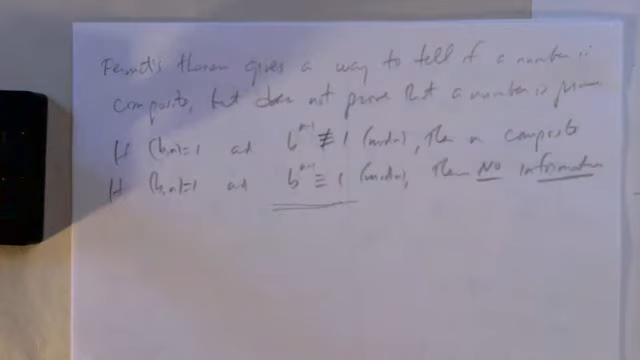 Fermat's theorem gives a way to tell if a number is
composite, but does not prove that a number is prime
If (b,n)=1 and b^{n-1} ≢ 1 (mod n), then n composite
If (b,n)=1 and b^{n-1} ≡ 1 (mod n), then NO information